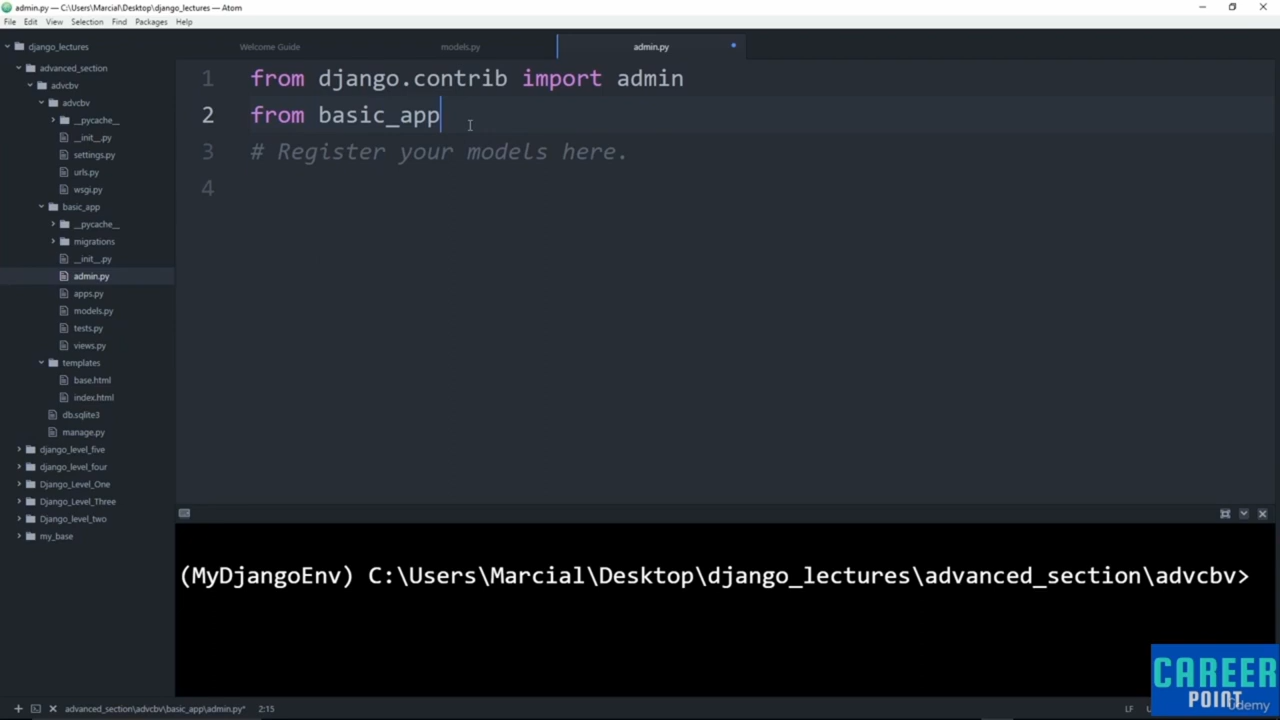 admin.py — C:\Users\Marcial\Desktop\django_lectures — Atom
File Edit View Selection Find Packages Help
django_lectures
advanced_section
advcbv
advcbv
__pycache__
__init__.py
settings.py
urls.py
wsgi.py
basic_app
__pycache__
migrations
__init__.py
admin.py
apps.py
models.py
tests.py
views.py
templates
base.html
index.html
db.sqlite3
manage.py
django_level_five
django_level_four
Django_Level_One
Django_Level_Three
Django_level_two
my_base
Welcome Guide models.py admin.py
1 from django.contrib import admin
2 from basic_app
3 # Register your models here.
4
(MyDjangoEnv) C:\Users\Marcial\Desktop\django_lectures\advanced_section\advcbv>
advanced_section\advcbv\basic_app\admin.py* 2:15
LF
CAREER
POINT
Udemy